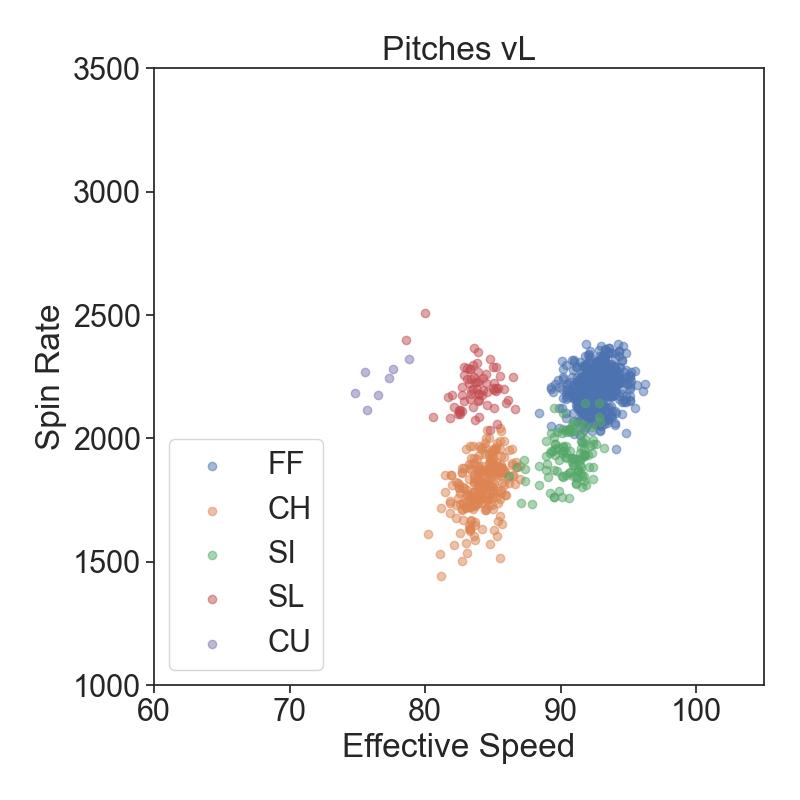 Pitches vL
3500
3000
2500
2000
1500
1000
Spin Rate
FF
CH
SI
SL
CU
60 70 80 90 100
Effective Speed